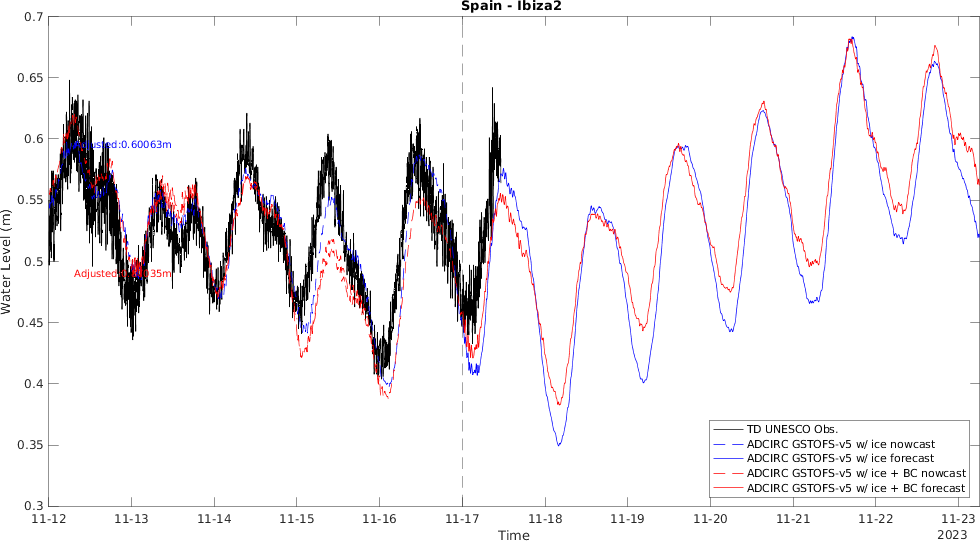 Spain - Ibiza2
0.7
0.65
0.6
0.55
0.5
0.45
0.4
0.35
0.3
Water Level (m)
11-12
11-13
11-14
11-15
11-16
11-17
11-18
11-19
11-20
11-21
11-22
11-23
2023
Time
TD UNESCO Obs.
ADCIRC GSTOFS-v5 w/ ice nowcast
ADCIRC GSTOFS-v5 w/ ice forecast
ADCIRC GSTOFS-v5 w/ ice + BC nowcast
ADCIRC GSTOFS-v5 w/ ice + BC forecast